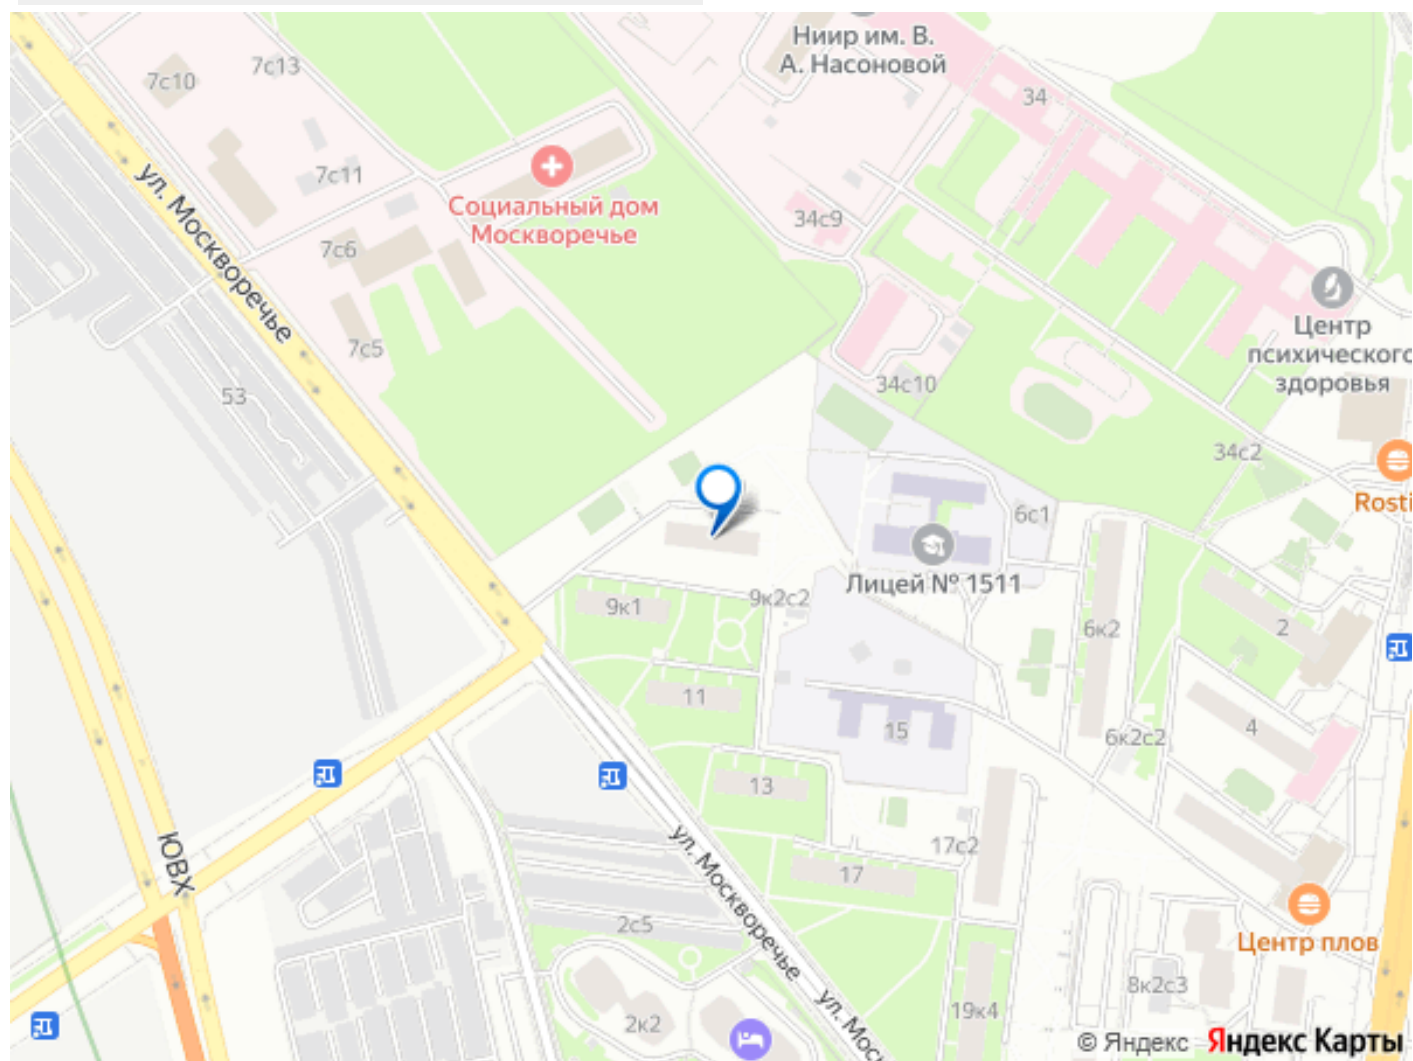 Ниир им. В.
А. Насоновой
7с13
7с10
34
7с11
ул. Москворечье
Социальный дом
Москворечье
34с9
7с6
Центр
психического
здоровья
7с5
34с10
53
34с2
Rosti
6с1
Лицей № 1511
9к1
9к2с2
6к2
2
11
15
6к2с2
4
13
ЮВХ
ул. Москворечье
17с2
17
2с5
Центр плов
8к2с3
19к4
2к2
ул. Мос
© Яндекс Яндекс Карты